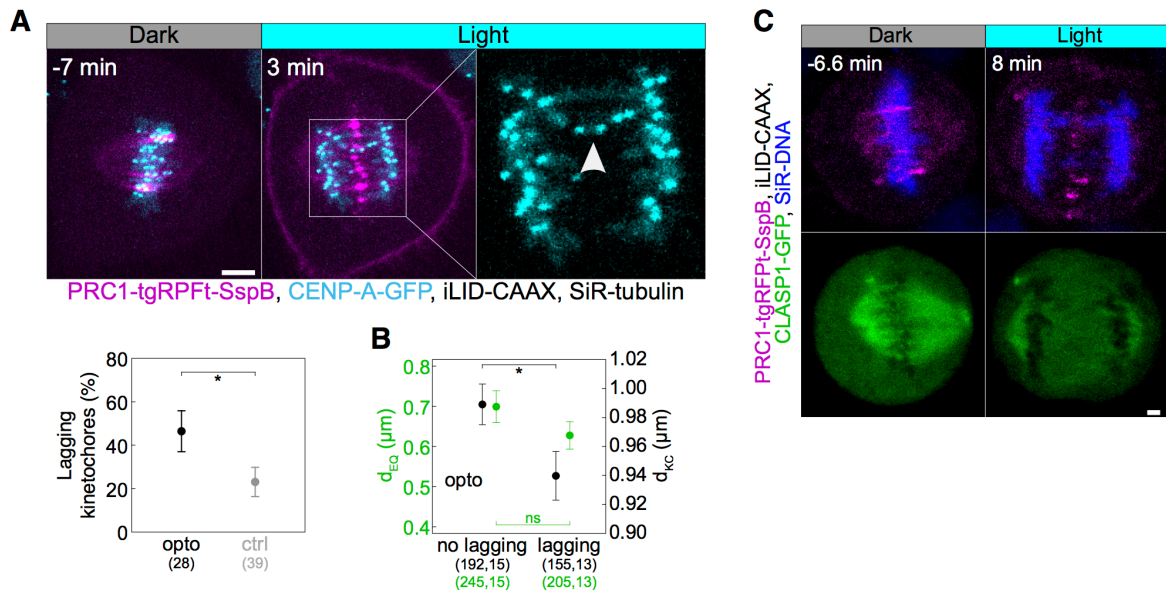 A
Dark
Light
-7 min
3 min
PRC1-tgRPFt-SspB, CENP-A-GFP, iLID-CAAX, SiR-tubulin
80
60
40
20
0
Lagging
kinetochores (%)
*
opto
(28)
ctrl
(39)
B
0.8
0.7
0.6
0.5
0.4
dEQ (µm)
*
opto
ns
1.02
1.00
0.98
0.96
0.94
0.92
0.90
dKC (µm)
no lagging
(192,15)
(245,15)
lagging
(155,13)
(205,13)
C
Dark
Light
-6.6 min
8 min
PRC1-tgRFPt-SspB, iLID-CAAX,
CLASP1-GFP, SiR-DNA